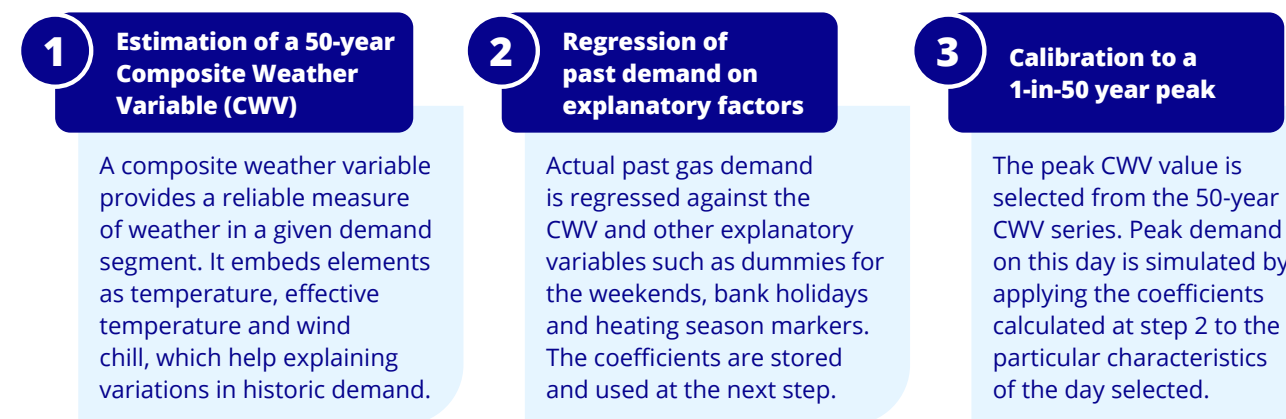 1
Estimation of a 50-year
Composite Weather
Variable (CWV)
A composite weather variable
provides a reliable measure
of weather in a given demand
segment. It embeds elements
as temperature, effective
temperature and wind
chill, which help explaining
variations in historic demand.
2
Regression of
past demand on
explanatory factors
Actual past gas demand
is regressed against the
CWV and other explanatory
variables such as dummies for
the weekends, bank holidays
and heating season markers.
The coefficients are stored
and used at the next step.
3
Calibration to a
1-in-50 year peak
The peak CWV value is
selected from the 50-year
CWV series. Peak demand
on this day is simulated by
applying the coefficients
calculated at step 2 to the
particular characteristics
of the day selected.